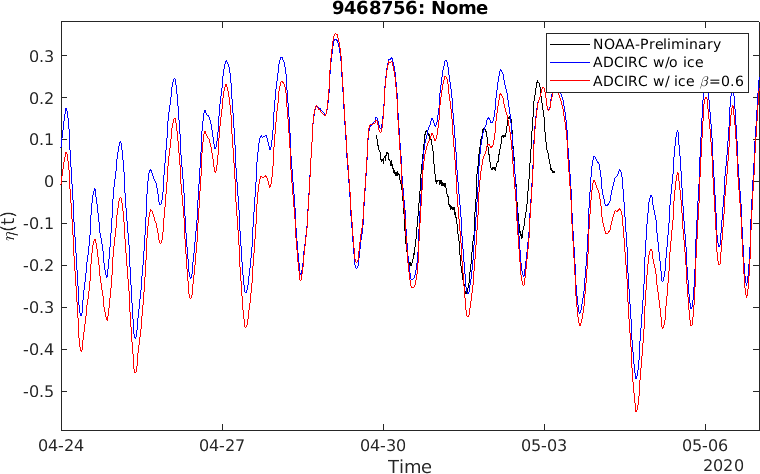 9468756: Nome
NOAA-Preliminary
ADCIRC w/o ice
ADCIRC w/ ice β=0.6
0.3
0.2
0.1
0
-0.1
-0.2
-0.3
-0.4
-0.5
η(t)
04-24 04-27 04-30 05-03 05-06
Time
2020